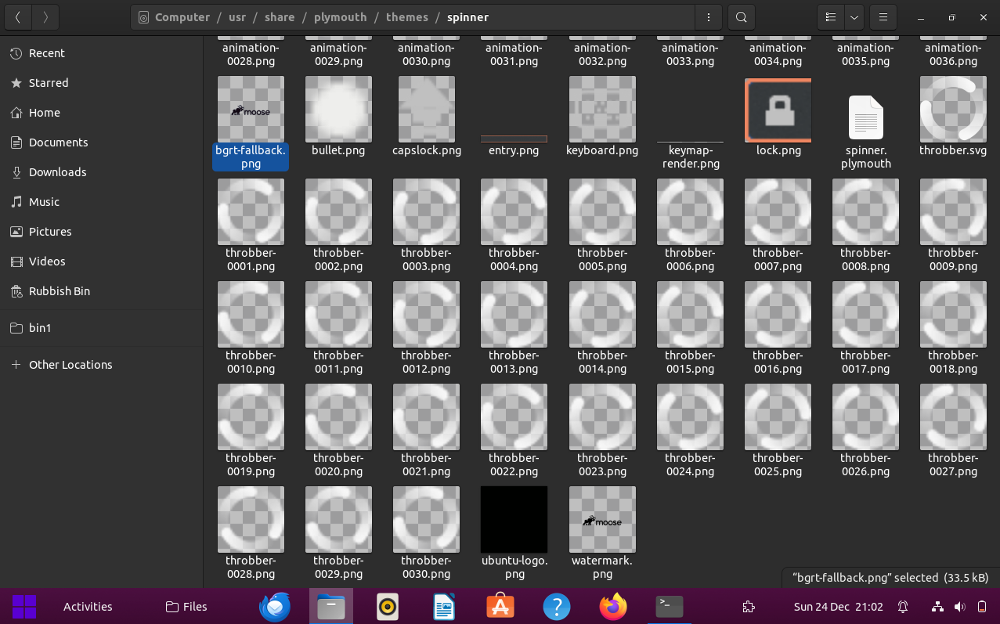 Computer / usr / share / plymouth / themes / spinner
Recent
Starred
Home
Documents
Downloads
Music
Pictures
Videos
Rubbish Bin
bin1
Other Locations
animation-
0028.png
animation-
0029.png
animation-
0030.png
animation-
0031.png
animation-
0032.png
animation-
0033.png
animation-
0034.png
animation-
0035.png
animation-
0036.png
moose
bgrt-fallback.
png
bullet.png
capslock.png
entry.png
keyboard.png
keymap-
render.png
lock.png
spinner.
plymouth
throbber.svg
throbber-
0001.png
throbber-
0002.png
throbber-
0003.png
throbber-
0004.png
throbber-
0005.png
throbber-
0006.png
throbber-
0007.png
throbber-
0008.png
throbber-
0009.png
throbber-
0010.png
throbber-
0011.png
throbber-
0012.png
throbber-
0013.png
throbber-
0014.png
throbber-
0015.png
throbber-
0016.png
throbber-
0017.png
throbber-
0018.png
throbber-
0019.png
throbber-
0020.png
throbber-
0021.png
throbber-
0022.png
throbber-
0023.png
throbber-
0024.png
throbber-
0025.png
throbber-
0026.png
throbber-
0027.png
throbber-
0028.png
throbber-
0029.png
throbber-
0030.png
ubuntu-logo.
png
moose
watermark.
png
“bgrt-fallback.png” selected (33.5 kB)
Activities
Files
>_
Sun 24 Dec 21:02